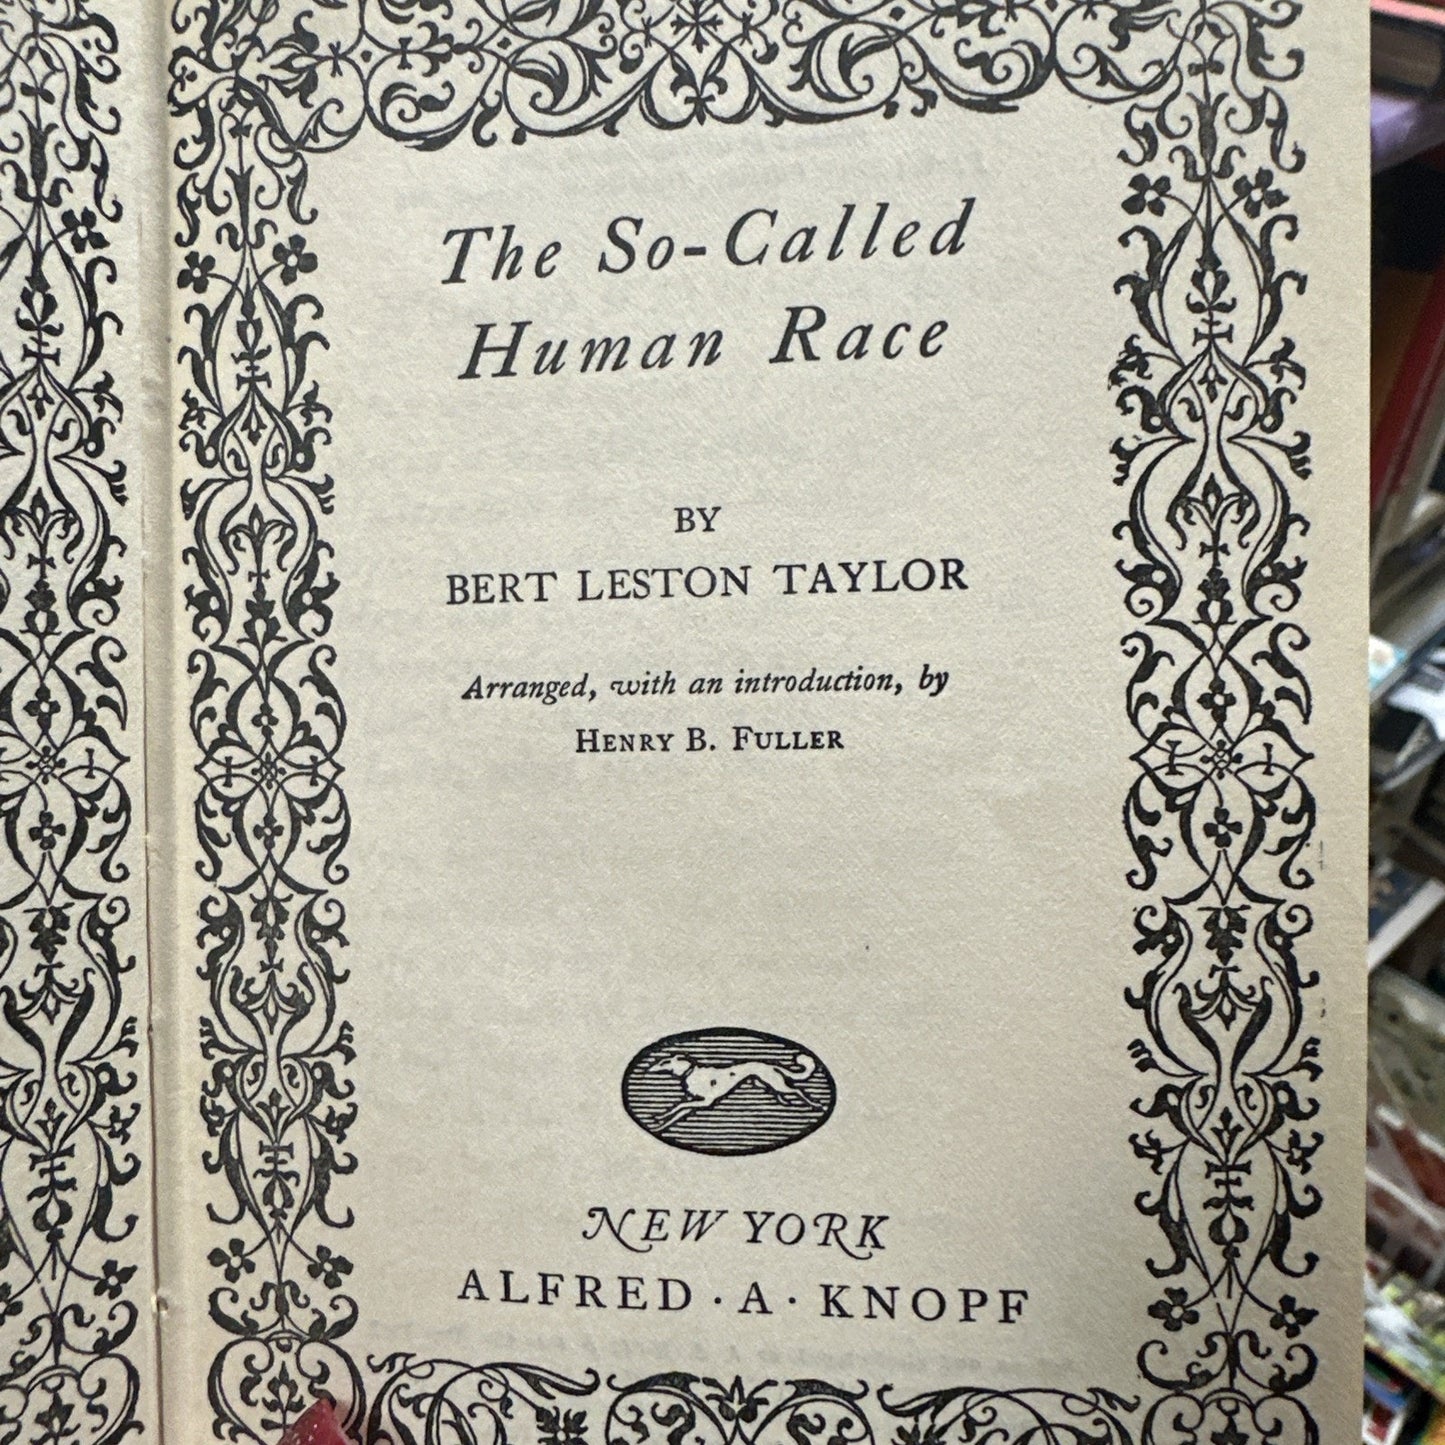 The So-Called
Human Race
BY
BERT LESTON TAYLOR
Arranged, with an introduction, by
HENRY B. FULLER
NEW YORK
ALFRED · A · KNOPF